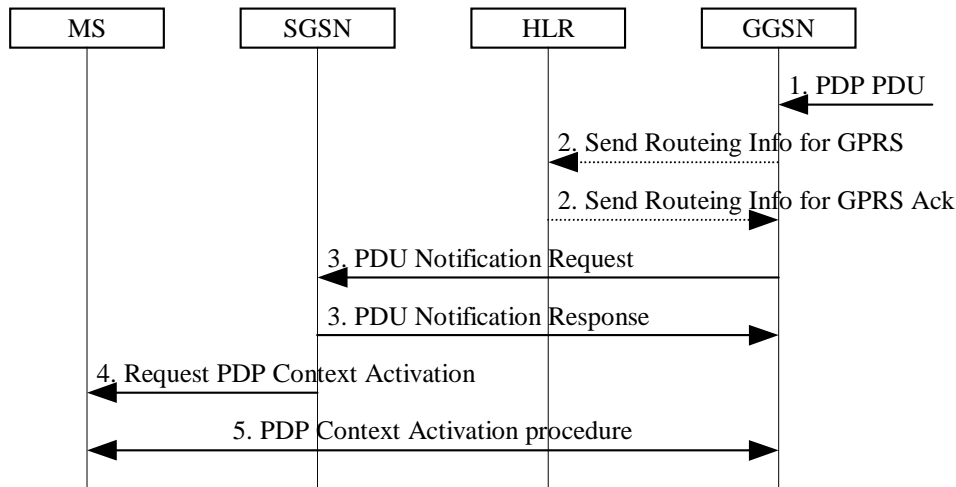 MS
SGSN
HLR
GGSN
1. PDP PDU
2. Send Routeing Info for GPRS
2. Send Routeing Info for GPRS Ack
3. PDU Notification Request
3. PDU Notification Response
4. Request PDP Context Activation
5. PDP Context Activation procedure